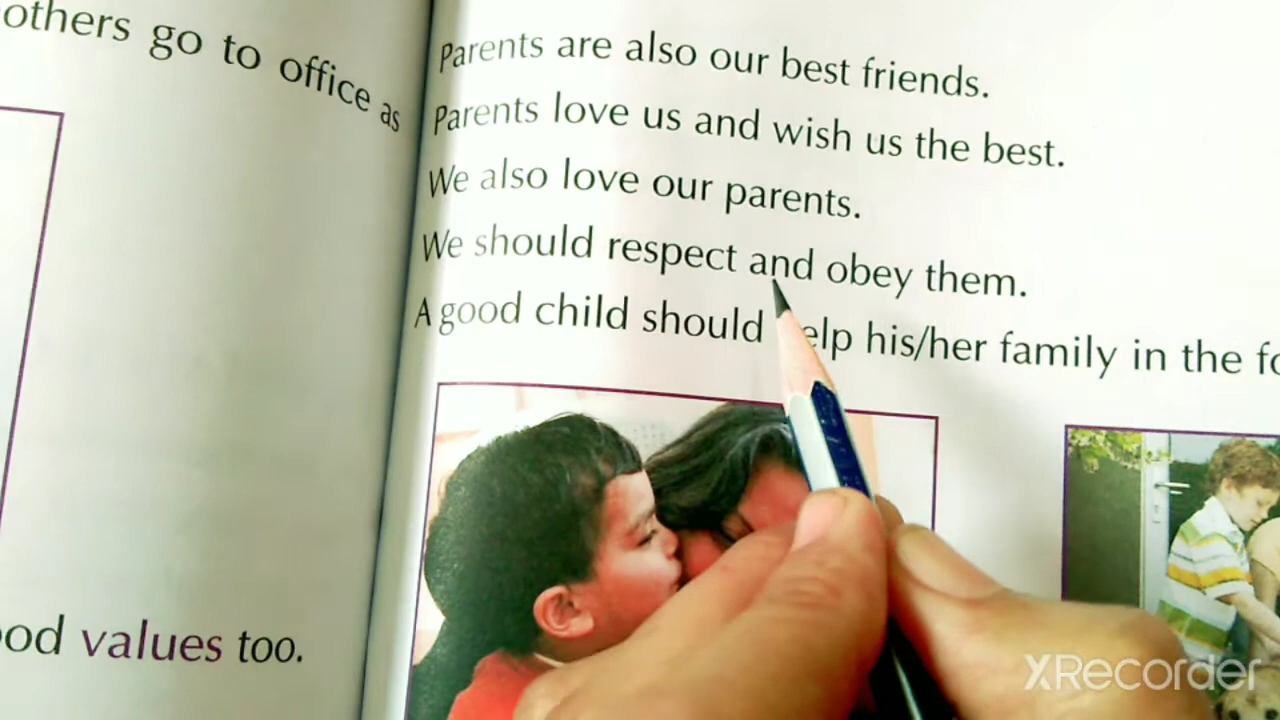 others go to office as
values too.
Parents are also our best friends.
Parents love us and wish us the best.
We also love our parents.
We should respect and obey them.
A good child should help his/her family in the
XRecorder